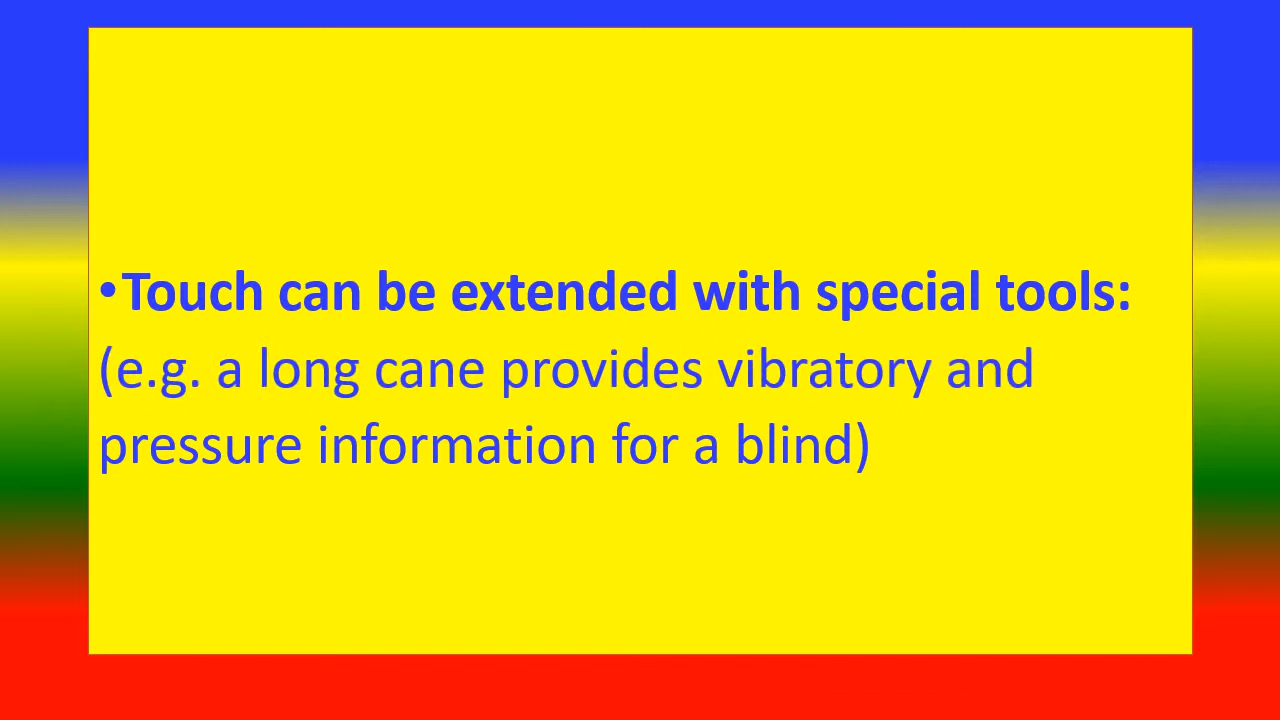 •Touch can be extended with special tools:
(e.g. a long cane provides vibratory and
pressure information for a blind)